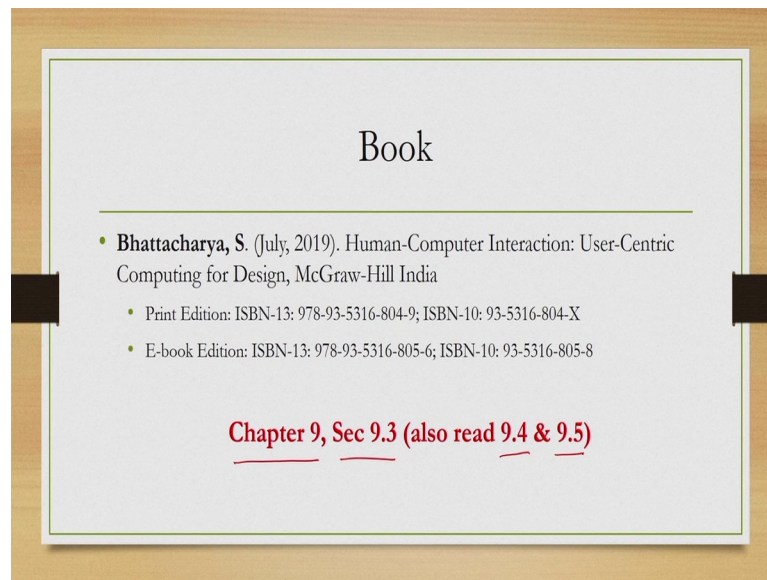 Book
• Bhattacharya, S. (July, 2019). Human-Computer Interaction: User-Centric
Computing for Design, McGraw-Hill India
• Print Edition: ISBN-13: 978-93-5316-804-9; ISBN-10: 93-5316-804-X
• E-book Edition: ISBN-13: 978-93-5316-805-6; ISBN-10: 93-5316-805-8
Chapter 9, Sec 9.3 (also read 9.4 & 9.5)